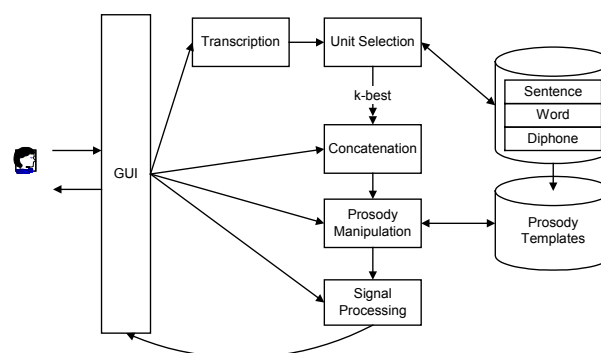 Transcription
Unit Selection
k-best
Sentence
Word
Diphone
Concatenation
GUI
Prosody
Manipulation
Prosody
Templates
Signal
Processing